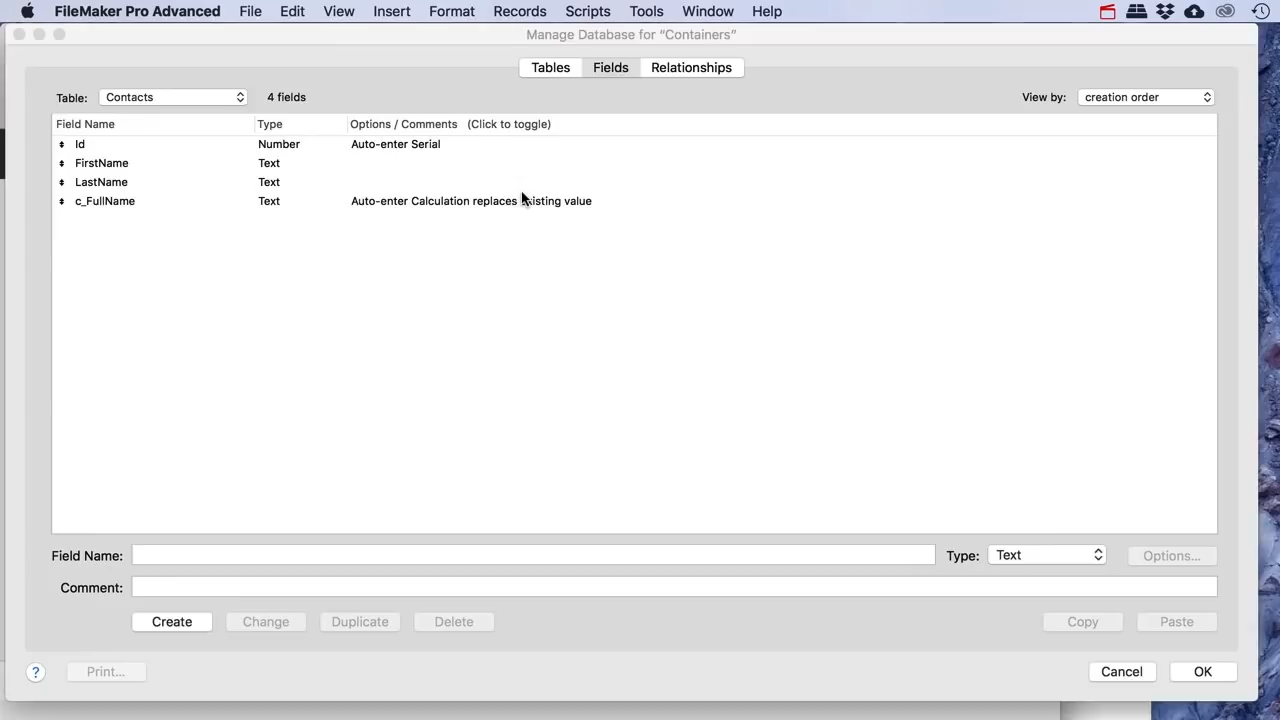 FileMaker Pro Advanced File Edit View Insert Format Records Scripts Tools Window Help
Manage Database for “Containers”
Tables Fields Relationships
Table: Contacts 4 fields View by: creation order
Field Name Type Options / Comments (Click to toggle)
Id Number Auto-enter Serial
FirstName Text
LastName Text
c_FullName Text Auto-enter Calculation replaces existing value
Field Name: Type: Text Options...
Comment:
Create Change Duplicate Delete Copy Paste
? Print... Cancel OK